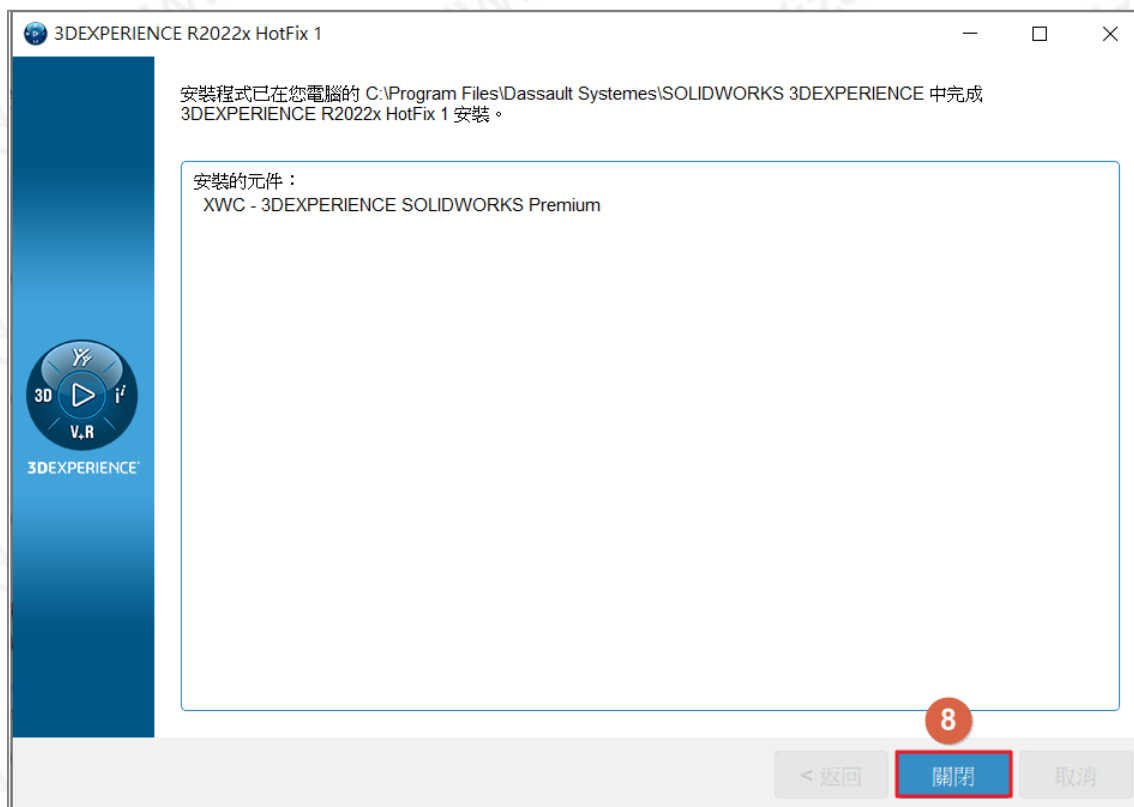 3DEXPERIENCE R2022x HotFix 1
安裝程式已在您電腦的 C:\Program Files\Dassault Systemes\SOLIDWORKS 3DEXPERIENCE 中完成
3DEXPERIENCE R2022x HotFix 1 安裝。
安裝的元件：
XWC - 3DEXPERIENCE SOLIDWORKS Premium
3D
i
V+R
3DEXPERIENCE
8
< 返回
關閉
取消